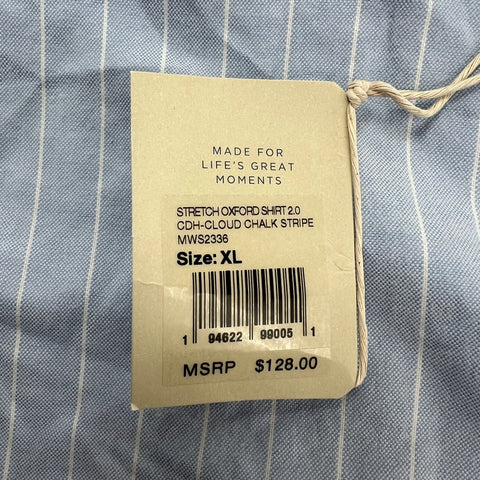 MADE FOR
LIFE'S GREAT
MOMENTS
STRETCH OXFORD SHIRT 2.0
CDH-CLOUD CHALK STRIPE
MWS2336
Size: XL
1 94622 99005 1
MSRP $128.00